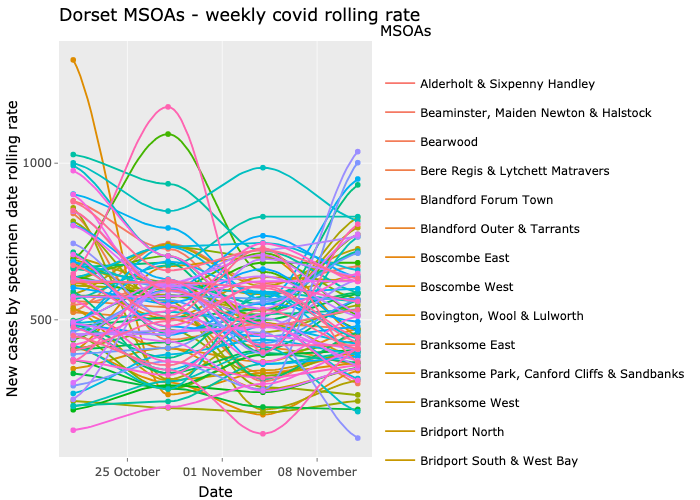 Dorset MSOAs - weekly covid rolling rate
MSOAs
New cases by specimen date rolling rate
1000
500
25 October
01 November
08 November
Date
Alderholt & Sixpenny Handley
Beaminster, Maiden Newton & Halstock
Bearwood
Bere Regis & Lytchett Matravers
Blandford Forum Town
Blandford Outer & Tarrants
Boscombe East
Boscombe West
Bovington, Wool & Lulworth
Branksome East
Branksome Park, Canford Cliffs & Sandbanks
Branksome West
Bridport North
Bridport South & West Bay